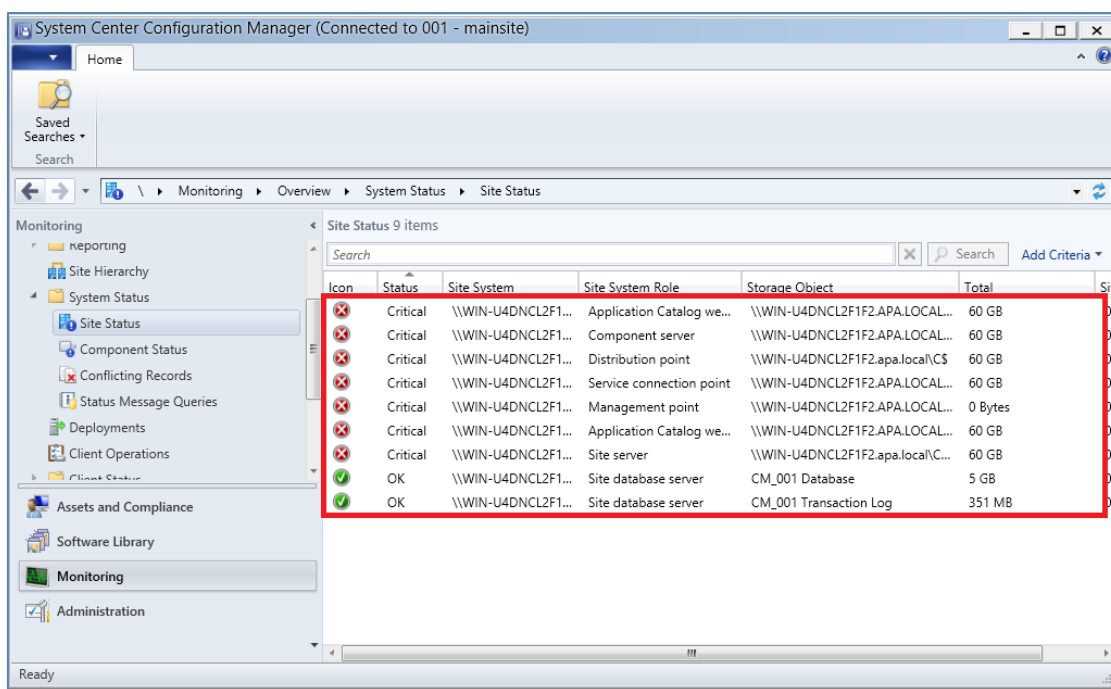 System Center Configuration Manager (Connected to 001 - mainsite)
Home
Saved
Searches
Search
\ Monitoring Overview System Status Site Status
Monitoring
Reporting
Site Hierarchy
System Status
Site Status
Component Status
Conflicting Records
Status Message Queries
Deployments
Client Operations
Client Status
Assets and Compliance
Software Library
Monitoring
Administration
Site Status 9 items
Search Search Add Criteria
Icon Status Site System Site System Role Storage Object Total Si
Critical \\WIN-U4DNCL2F1... Application Catalog we... \\WIN-U4DNCL2F1F2.APA.LOCAL... 60 GB
Critical \\WIN-U4DNCL2F1... Component server \\WIN-U4DNCL2F1F2.APA.LOCAL... 60 GB
Critical \\WIN-U4DNCL2F1... Distribution point \\WIN-U4DNCL2F1F2.apa.local\C$ 60 GB
Critical \\WIN-U4DNCL2F1... Service connection point \\WIN-U4DNCL2F1F2.APA.LOCAL... 60 GB
Critical \\WIN-U4DNCL2F1... Management point \\WIN-U4DNCL2F1F2.APA.LOCAL... 0 Bytes
Critical \\WIN-U4DNCL2F1... Application Catalog we... \\WIN-U4DNCL2F1F2.APA.LOCAL... 60 GB
Critical \\WIN-U4DNCL2F1... Site server \\WIN-U4DNCL2F1F2.apa.local\C... 60 GB
OK \\WIN-U4DNCL2F1... Site database server CM_001 Database 5 GB
OK \\WIN-U4DNCL2F1... Site database server CM_001 Transaction Log 351 MB
Ready